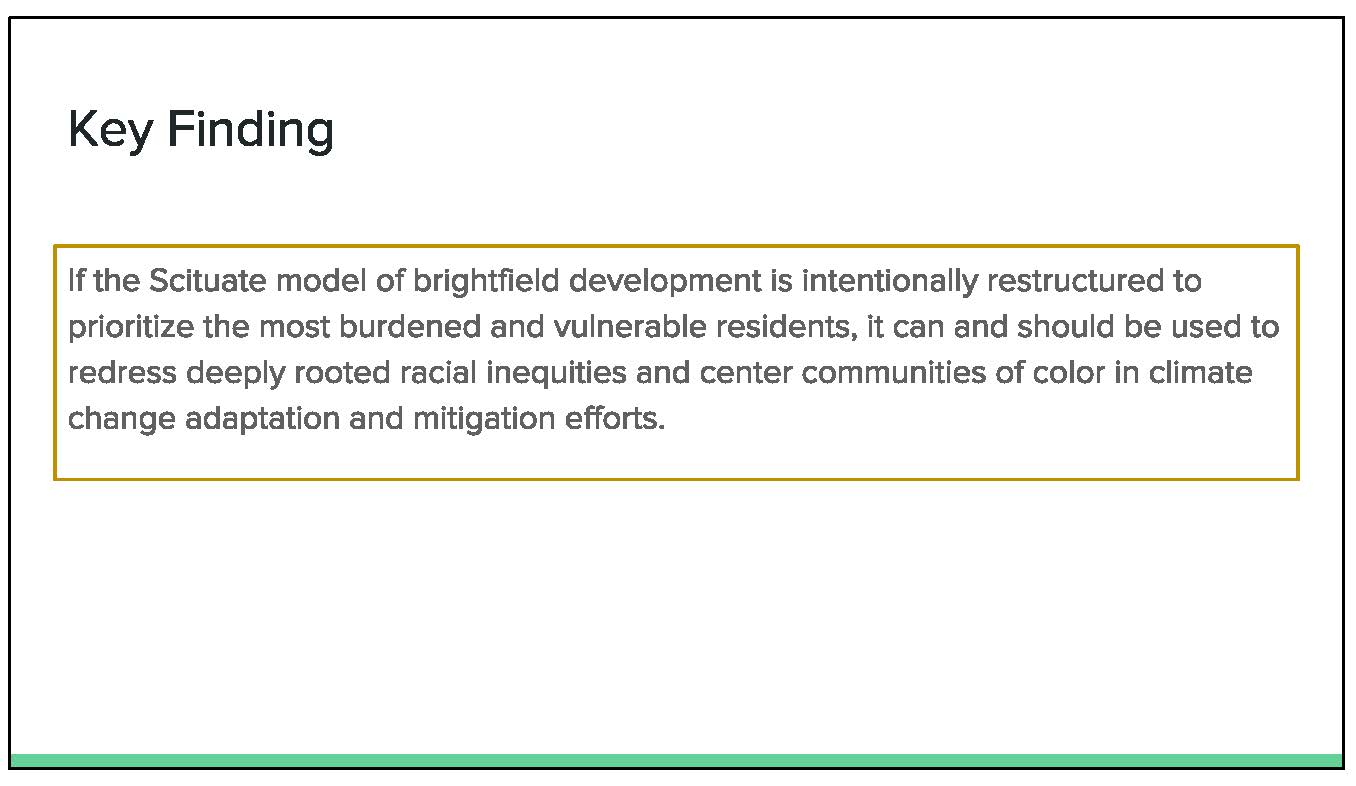 Key Finding
If the Scituate model of brightfield development is intentionally restructured to
prioritize the most burdened and vulnerable residents, it can and should be used to
redress deeply rooted racial inequities and center communities of color in climate
change adaptation and mitigation efforts.